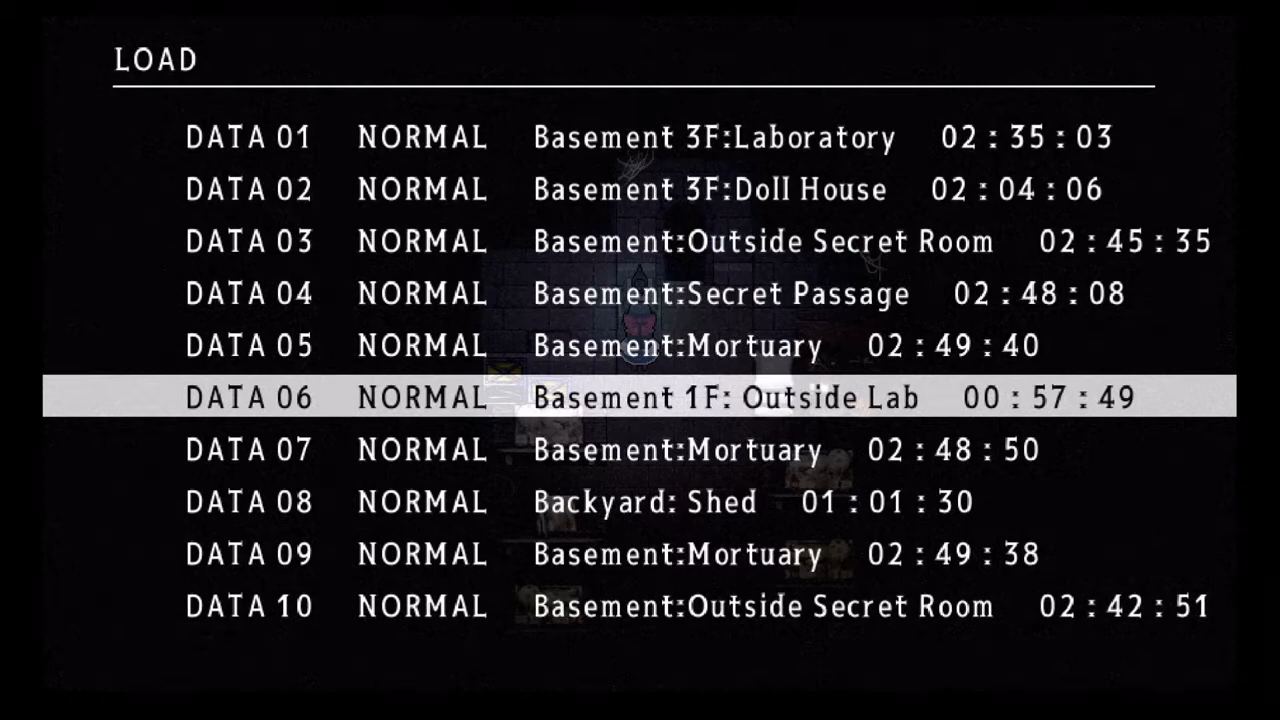 LOAD
DATA 01 NORMAL Basement 3F:Laboratory 02 : 35 : 03
DATA 02 NORMAL Basement 3F:Doll House 02 : 04 : 06
DATA 03 NORMAL Basement:Outside Secret Room 02 : 45 : 35
DATA 04 NORMAL Basement:Secret Passage 02 : 48 : 08
DATA 05 NORMAL Basement:Mortuary 02 : 49 : 40
DATA 06 NORMAL Basement 1F: Outside Lab 00 : 57 : 49
DATA 07 NORMAL Basement:Mortuary 02 : 48 : 50
DATA 08 NORMAL Backyard: Shed 01 : 01 : 30
DATA 09 NORMAL Basement:Mortuary 02 : 49 : 38
DATA 10 NORMAL Basement:Outside Secret Room 02 : 42 : 51